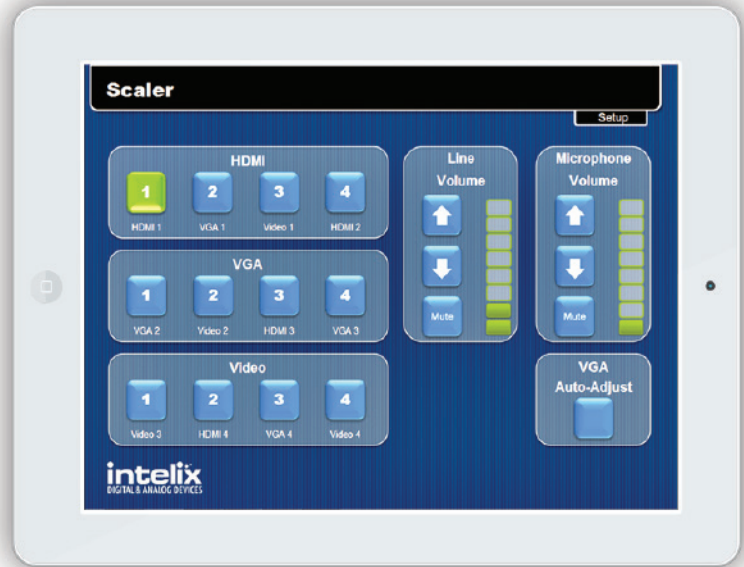 Scaler
Setup
HDMI
1 2 3 4
HDMI 1 VGA 1 Video 1 HDMI 2
VGA
1 2 3 4
VGA 2 Video 2 HDMI 3 VGA 3
Video
1 2 3 4
Video 3 HDMI 4 VGA 4 Video 4
Line
Volume
Mute
Microphone
Volume
Mute
VGA
Auto-Adjust
intelix
DIGITAL & ANALOG DEVICES